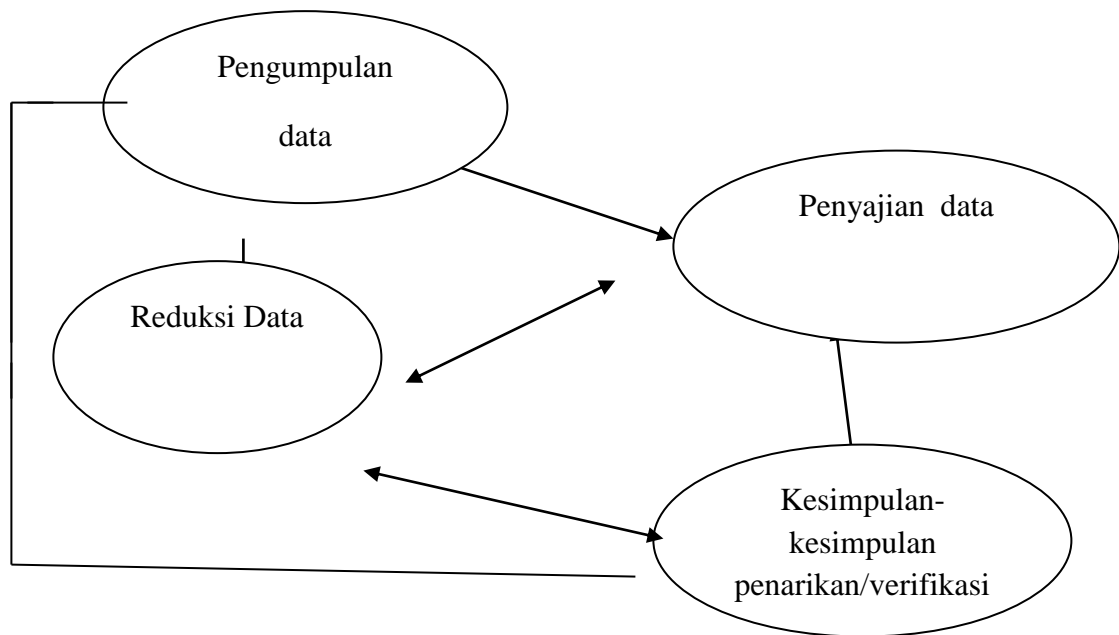 Pengumpulan
data
Penyajian data
Reduksi Data
Kesimpulan-
kesimpulan
penarikan/verifikasi